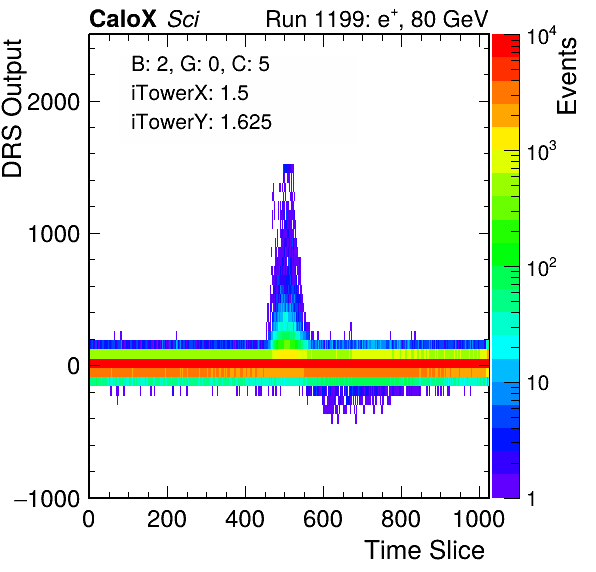 CaloX Sci Run 1199: e⁺, 80 GeV
B: 2, G: 0, C: 5
iTowerX: 1.5
iTowerY: 1.625
DRS Output
2000
1000
0
−1000
0 200 400 600 800 1000
Time Slice
Events
10⁴
10³
10²
10
1